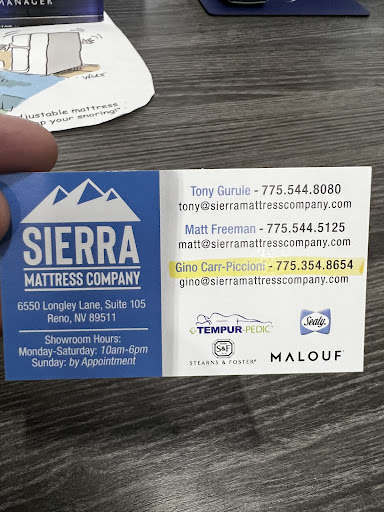 MANAGER
justable mattress
p your snoring!"
SIERRA
MATTRESS COMPANY
6550 Longley Lane, Suite 105
Reno, NV 89511
Showroom Hours:
Monday-Saturday: 10am-6pm
Sunday: by Appointment
Tony Gurule - 775.544.8080
tony@sierramattresscompany.com
Matt Freeman - 775.544.5125
matt@sierramattresscompany.com
Gino Carr-Piccioni - 775.354.8654
gino@sierramattresscompany.com
TEMPUR-PEDIC
Sealy
S&F
STEARNS & FOSTER®
MALOUF